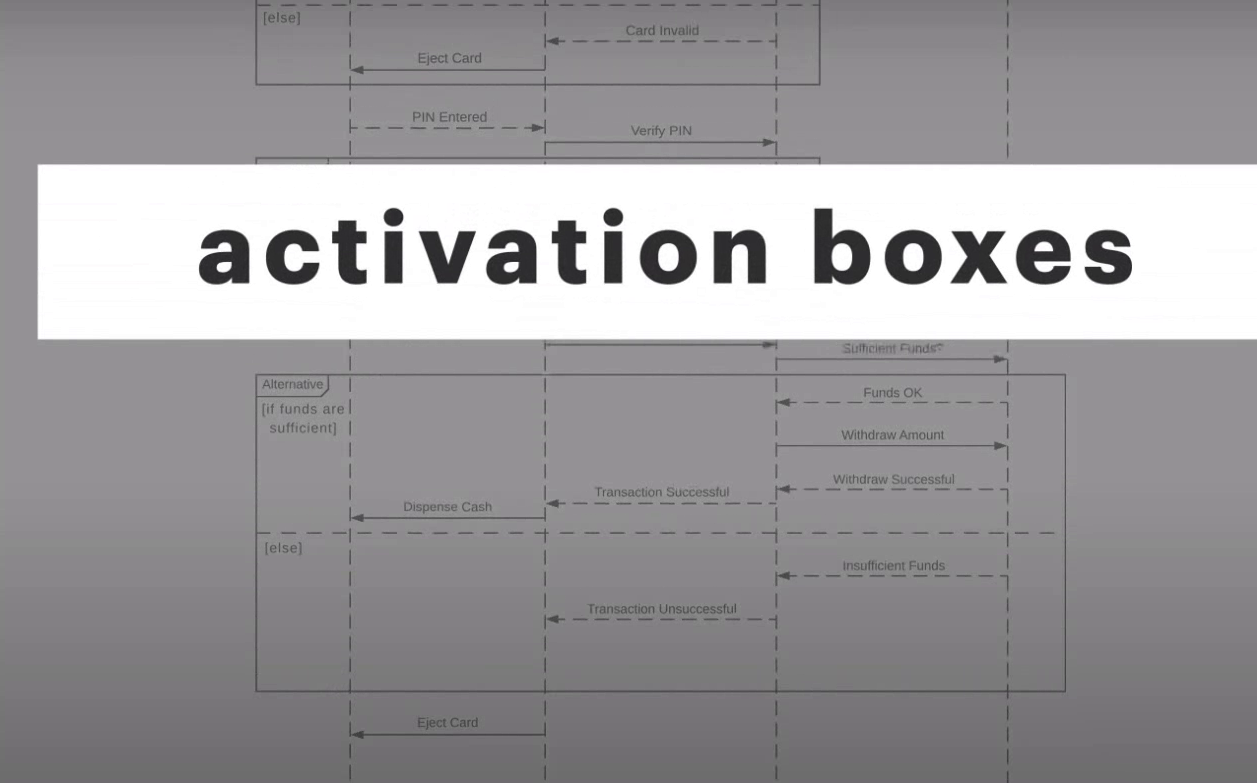 [else]
Card Invalid
Eject Card
PIN Entered
Verify PIN
activation boxes
Sufficient Funds?
Alternative
[if funds are
sufficient]
Funds OK
Withdraw Amount
Withdraw Successful
Transaction Successful
Dispense Cash
[else]
Insufficient Funds
Transaction Unsuccessful
Eject Card